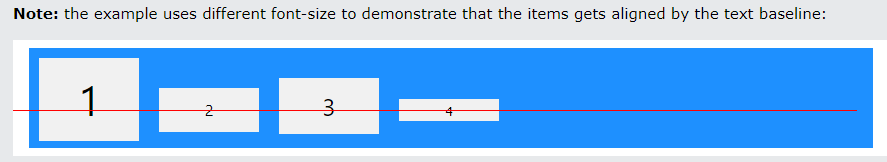 Note: the example uses different font-size to demonstrate that the items gets aligned by the text baseline:
1 2 3 4